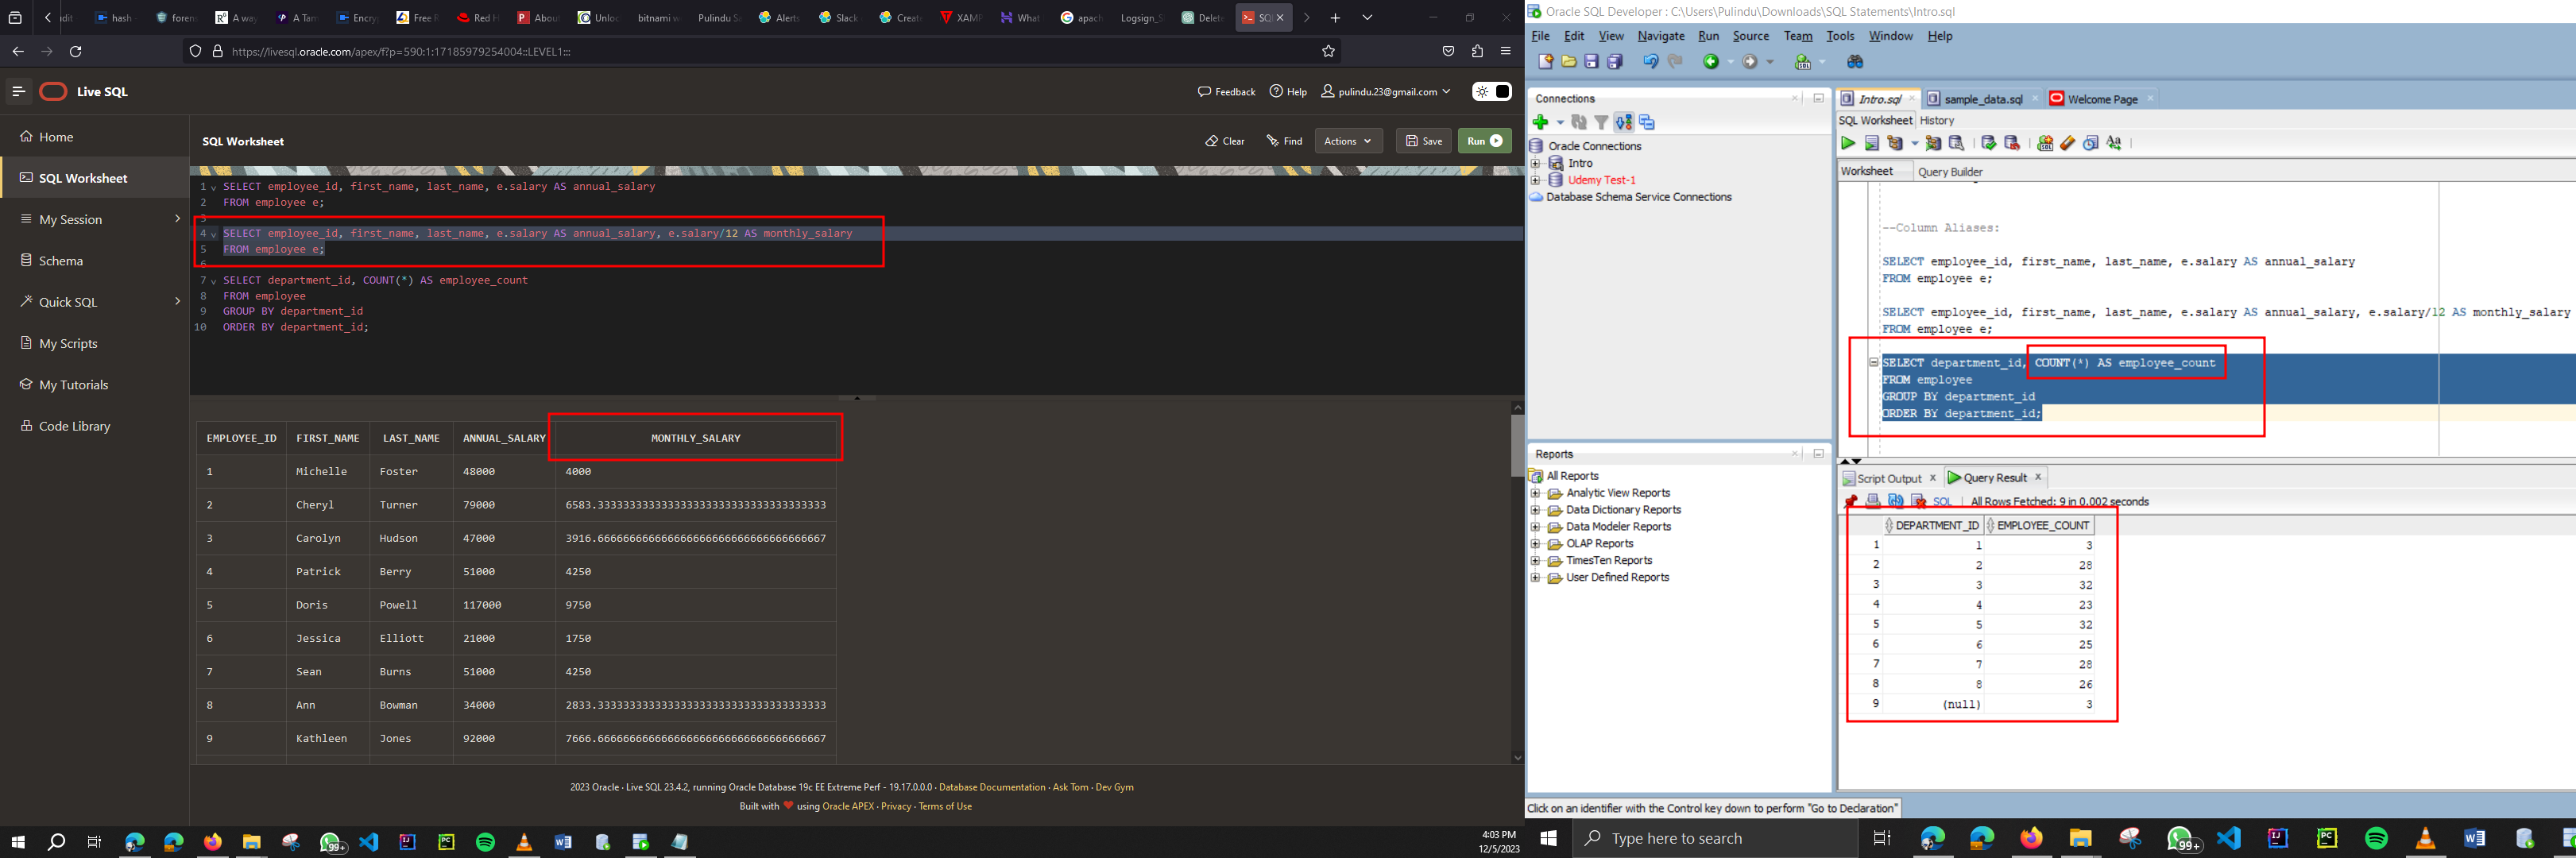 edit
hash
foren
A way
A Tam
Encry
Free R
Red H
About
Unloc
bitnami w
Pulindu Sa
Alerts
Slack
Create
XAMP
What
apach
Logsign_S
Delete
SQL
https://livesql.oracle.com/apex/f?p=590:1:17185979254004::LEVEL1:::
Live SQL
Feedback
Help
pulindu.23@gmail.com
Home
SQL Worksheet
My Session
Schema
Quick SQL
My Scripts
My Tutorials
Code Library
SQL Worksheet
Clear
Find
Actions
Save
Run
1 SELECT employee_id, first_name, last_name, e.salary AS annual_salary
2 FROM employee e;
3
4 SELECT employee_id, first_name, last_name, e.salary AS annual_salary, e.salary/12 AS monthly_salary
5 FROM employee e;
6
7 SELECT department_id, COUNT(*) AS employee_count
8 FROM employee
9 GROUP BY department_id
10 ORDER BY department_id;
EMPLOYEE_ID FIRST_NAME LAST_NAME ANNUAL_SALARY MONTHLY_SALARY
1 Michelle Foster 48000 4000
2 Cheryl Turner 79000 6583.33333333333333333333333333333333333
3 Carolyn Hudson 47000 3916.66666666666666666666666666666666667
4 Patrick Berry 51000 4250
5 Doris Powell 117000 9750
6 Jessica Elliott 21000 1750
7 Sean Burns 51000 4250
8 Ann Bowman 34000 2833.33333333333333333333333333333333333
9 Kathleen Jones 92000 7666.66666666666666666666666666666666667
2023 Oracle · Live SQL 23.4.2, running Oracle Database 19c EE Extreme Perf - 19.17.0.0.0 · Database Documentation · Ask Tom · Dev Gym
Built with ❤ using Oracle APEX · Privacy · Terms of Use
99+
4:03 PM
12/5/2023
Oracle SQL Developer : C:\Users\Pulindu\Downloads\SQL Statements\Intro.sql
File Edit View Navigate Run Source Team Tools Window Help
Connections
Oracle Connections
Intro
Udemy Test-1
Database Schema Service Connections
Reports
All Reports
Analytic View Reports
Data Dictionary Reports
Data Modeler Reports
OLAP Reports
TimesTen Reports
User Defined Reports
Intro.sql
sample_data.sql
Welcome Page
SQL Worksheet History
Worksheet Query Builder
--Column Aliases:
SELECT employee_id, first_name, last_name, e.salary AS annual_salary
FROM employee e;
SELECT employee_id, first_name, last_name, e.salary AS annual_salary, e.salary/12 AS monthly_salary
FROM employee e;
SELECT department_id, COUNT(*) AS employee_count
FROM employee
GROUP BY department_id
ORDER BY department_id;
Script Output
Query Result
SQL | All Rows Fetched: 9 in 0.002 seconds
DEPARTMENT_ID EMPLOYEE_COUNT
1 1 3
2 2 28
3 3 32
4 4 23
5 5 32
6 6 25
7 7 28
8 8 26
9 (null) 3
Click on an identifier with the Control key down to perform "Go to Declaration"
Type here to search
99+